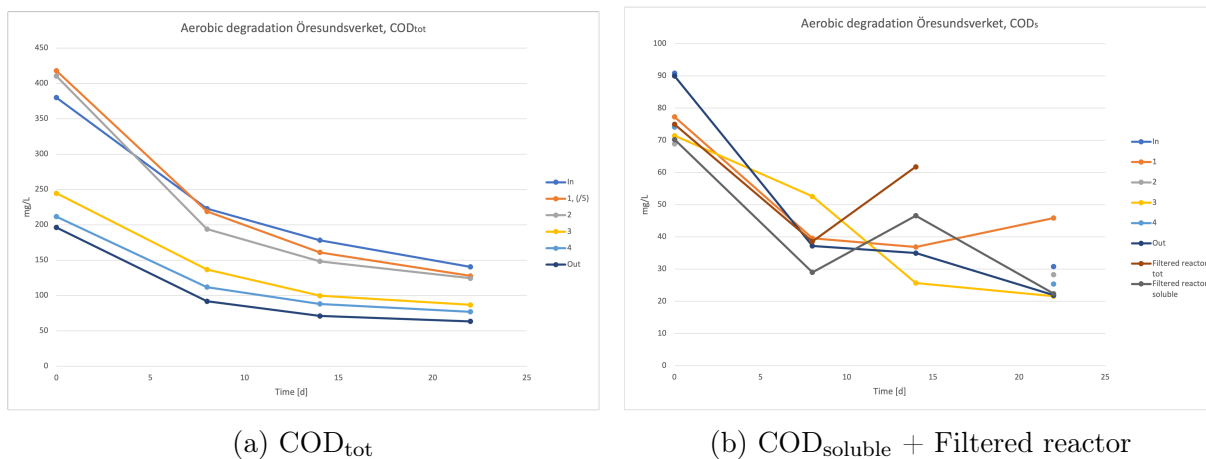 Aerobic degradation Öresundsverket, CODtot
450
400
350
300
250
200
150
100
50
0
mg/L
0 5 10 15 20 25
Time [d]
In
1, (/5)
2
3
4
Out
(a) CODtot
Aerobic degradation Öresundsverket, CODs
100
90
80
70
60
50
40
30
20
10
0
mg/L
0 5 10 15 20 25
Time [d]
In
1
2
3
4
Out
Filtered reactor
tot
Filtered reactor
soluble
(b) CODsoluble + Filtered reactor